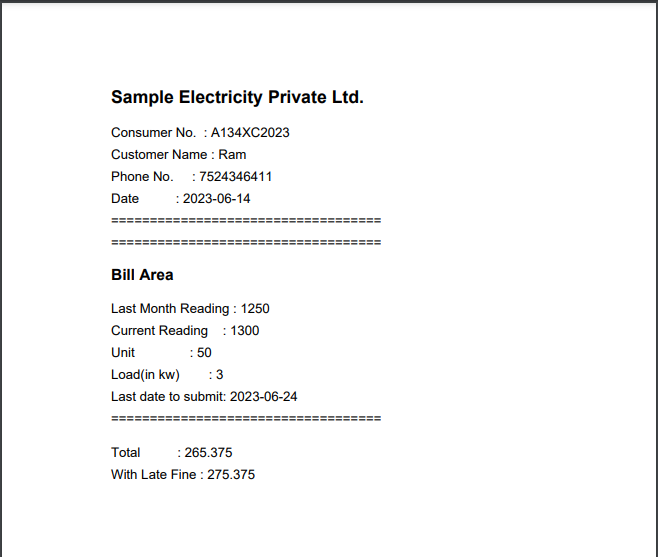 Sample Electricity Private Ltd.
Consumer No. : A134XC2023
Customer Name : Ram
Phone No. : 7524346411
Date : 2023-06-14
===================================
===================================
Bill Area
Last Month Reading : 1250
Current Reading : 1300
Unit : 50
Load(in kw) : 3
Last date to submit: 2023-06-24
===================================
Total : 265.375
With Late Fine : 275.375